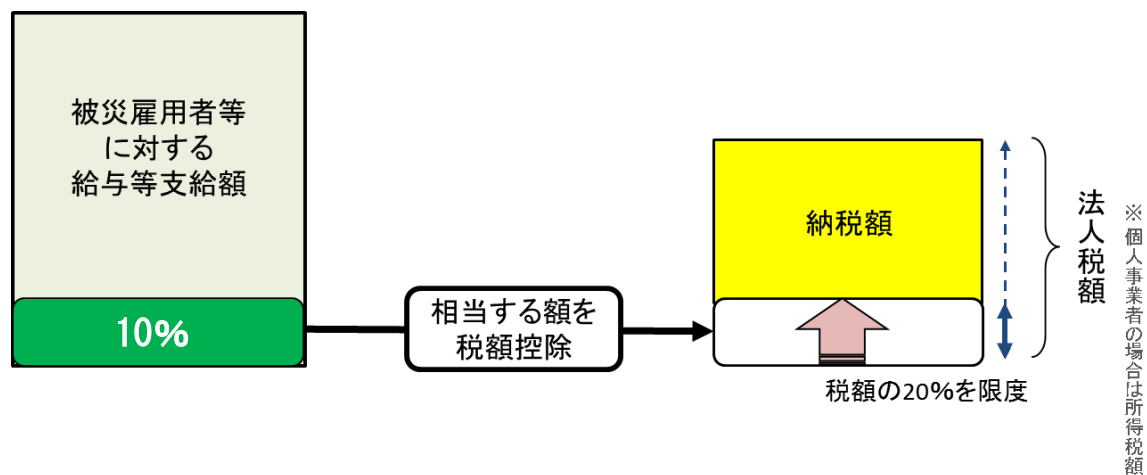 被災雇用者等
に対する
給与等支給額
10%
相当する額を
税額控除
納税額
税額の20%を限度
法人税額
※個人事業者の場合は所得税額